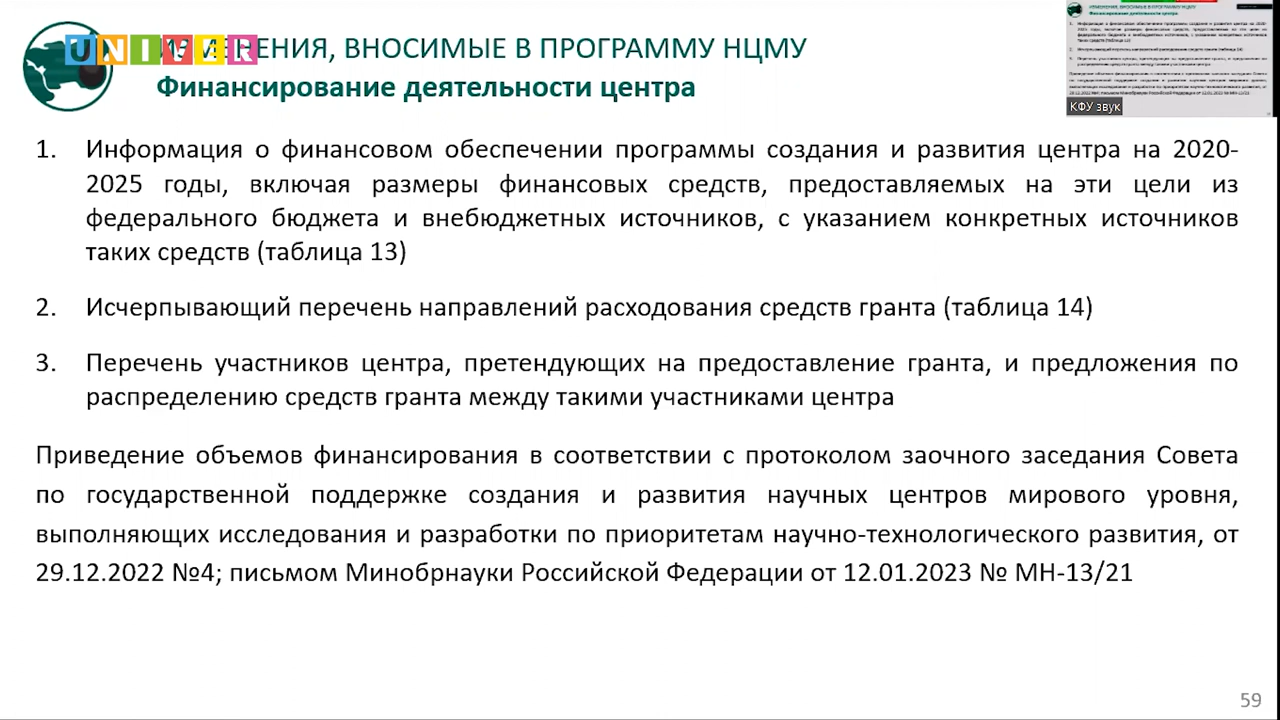 UNIVER
ИЗМЕНЕНИЯ, ВНОСИМЫЕ В ПРОГРАММУ НЦМУ
Финансирование деятельности центра
КФУ звук
1. Информация о финансовом обеспечении программы создания и развития центра на 2020-
2025 годы, включая размеры финансовых средств, предоставляемых на эти цели из
федерального бюджета и внебюджетных источников, с указанием конкретных источников
таких средств (таблица 13)
2. Исчерпывающий перечень направлений расходования средств гранта (таблица 14)
3. Перечень участников центра, претендующих на предоставление гранта, и предложения по
распределению средств гранта между такими участниками центра
Приведение объемов финансирования в соответствии с протоколом заочного заседания Совета
по государственной поддержке создания и развития научных центров мирового уровня,
выполняющих исследования и разработки по приоритетам научно-технологического развития, от
29.12.2022 №4; письмом Минобрнауки Российской Федерации от 12.01.2023 № МН-13/21
59